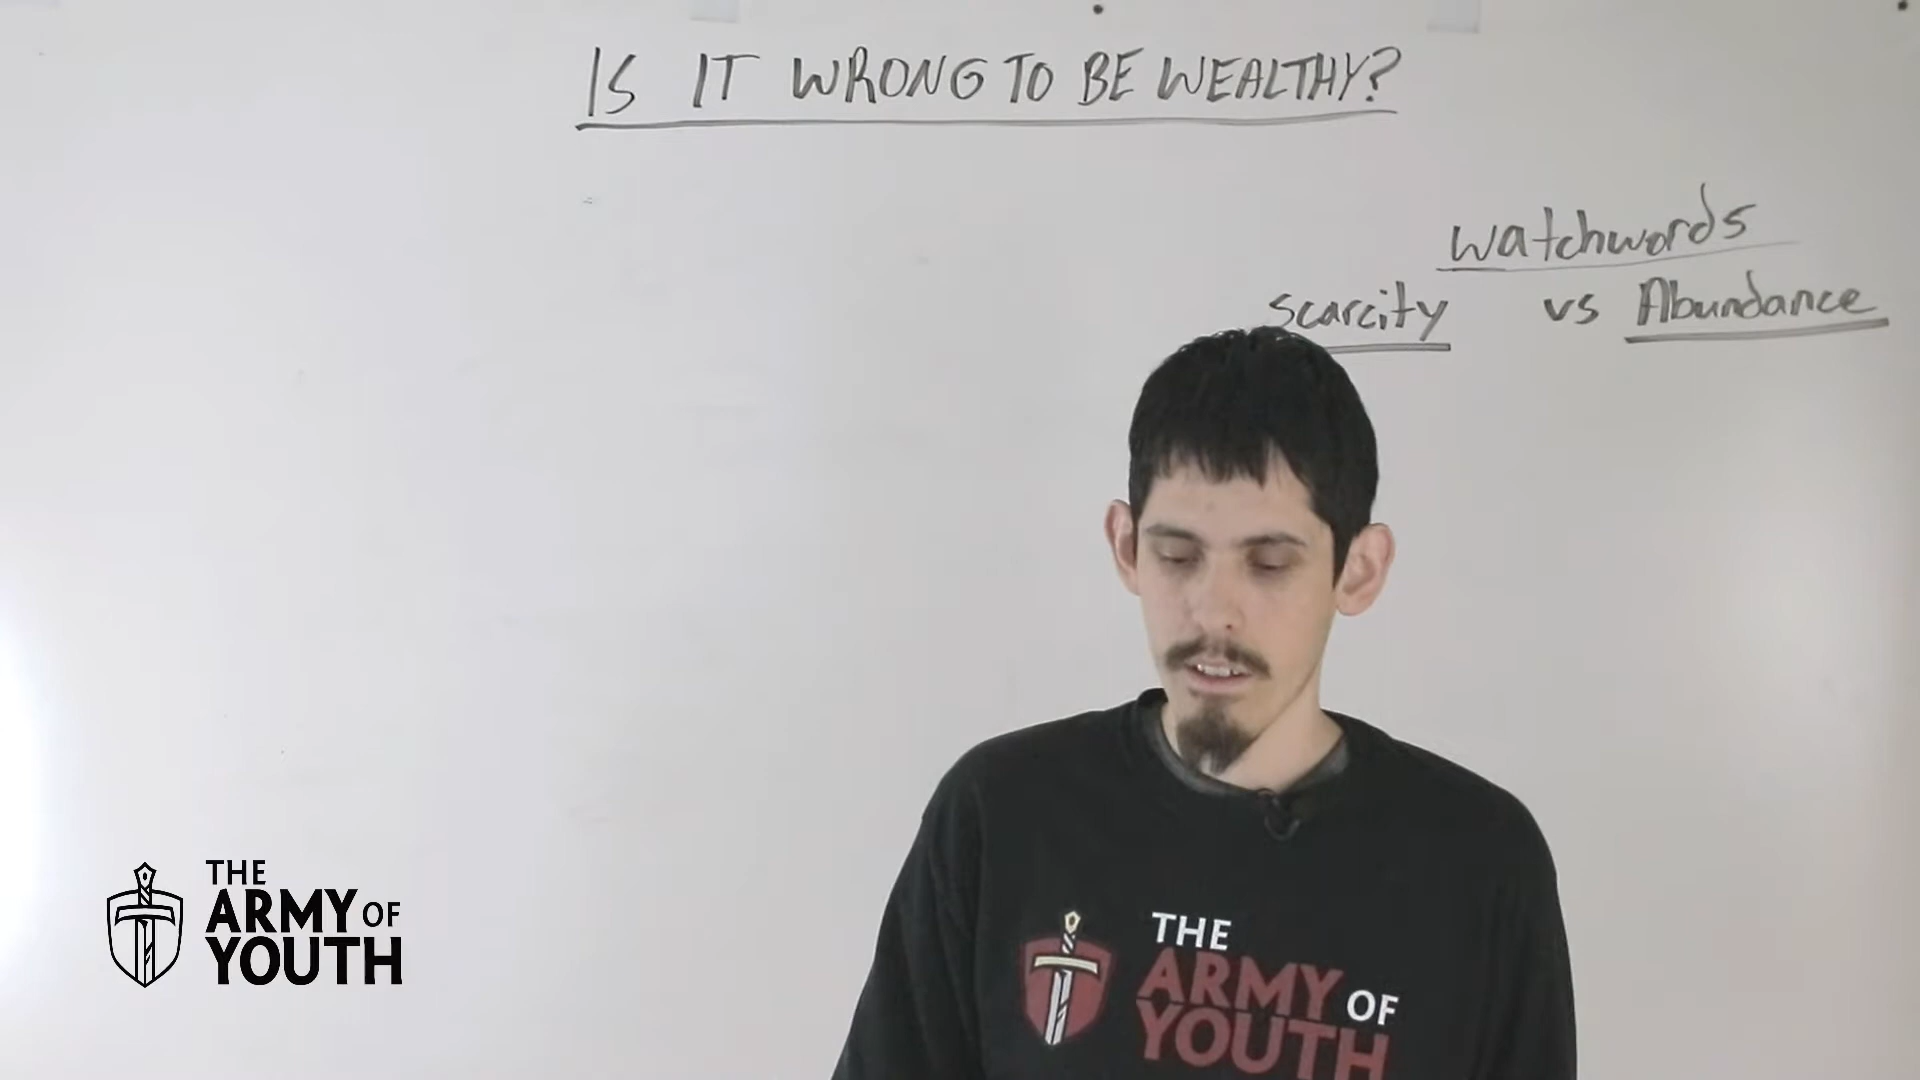 IS IT WRONG TO BE WEALTHY?
watchwords
scarcity vs Abundance
THE
ARMY OF
YOUTH
THE
ARMY OF
YOUTH